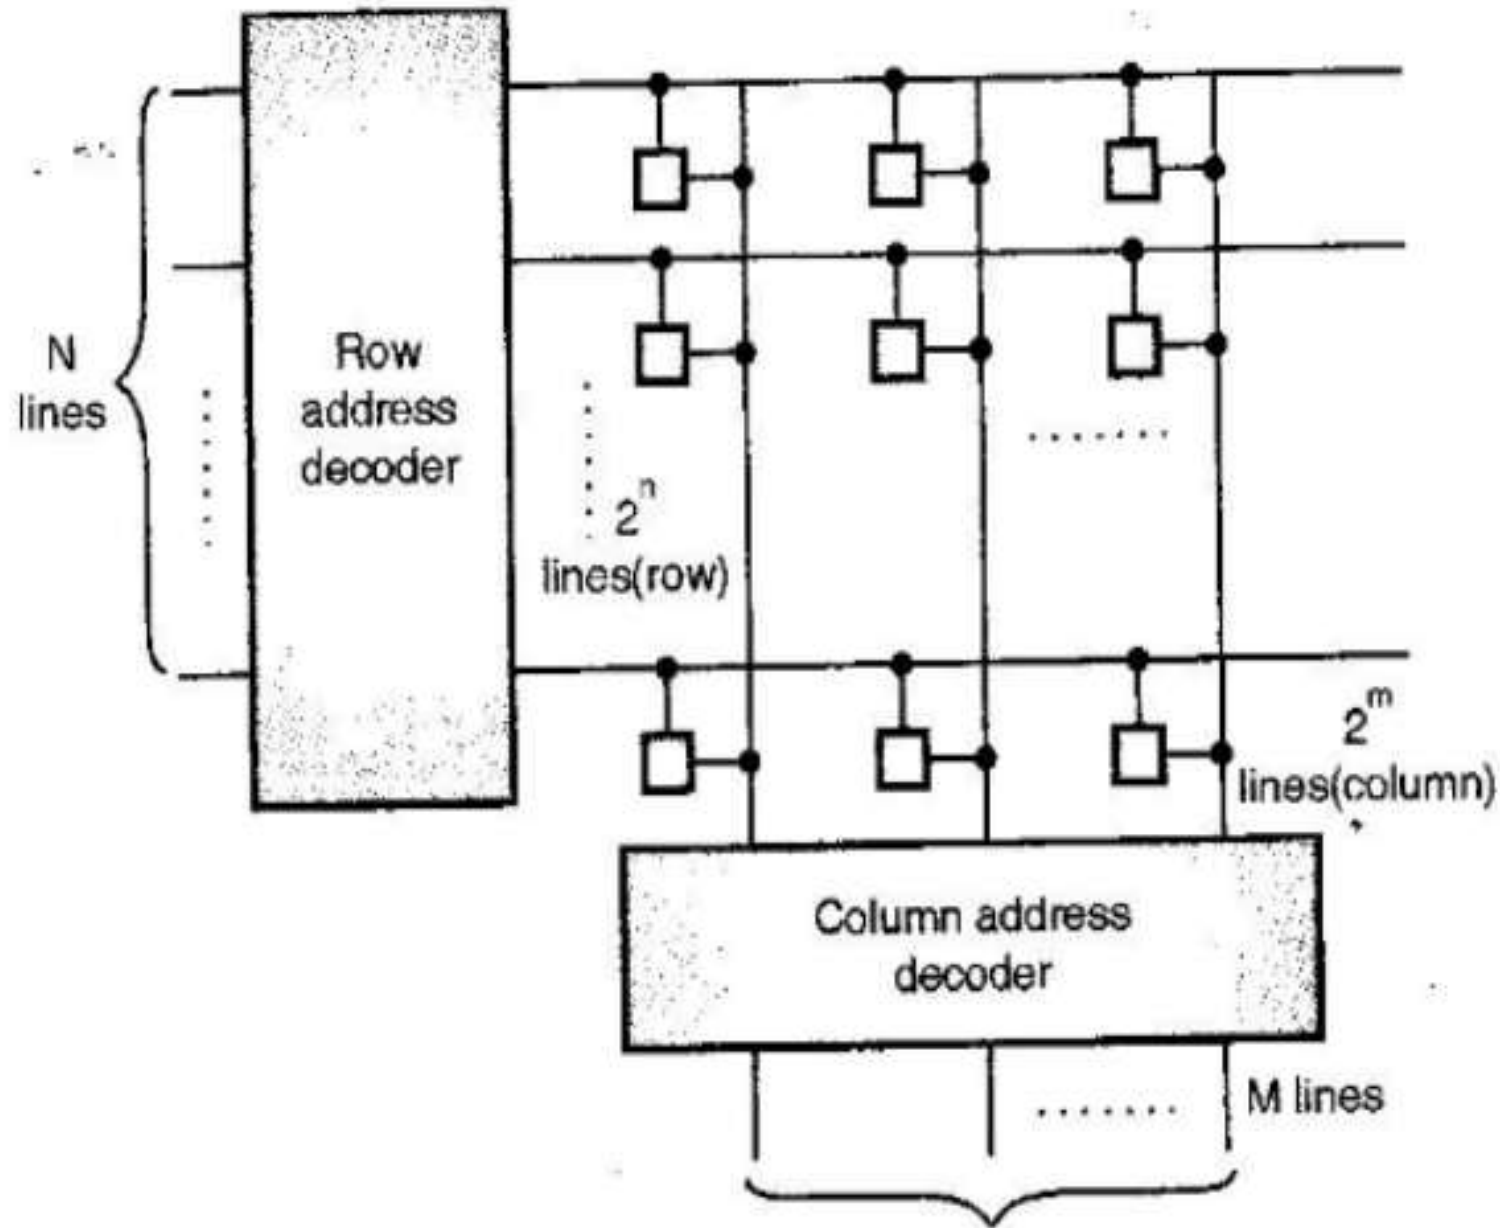 N
lines
Row
address
decoder
2^n
lines(row)
2^m
lines(column)
Column address
decoder
M lines